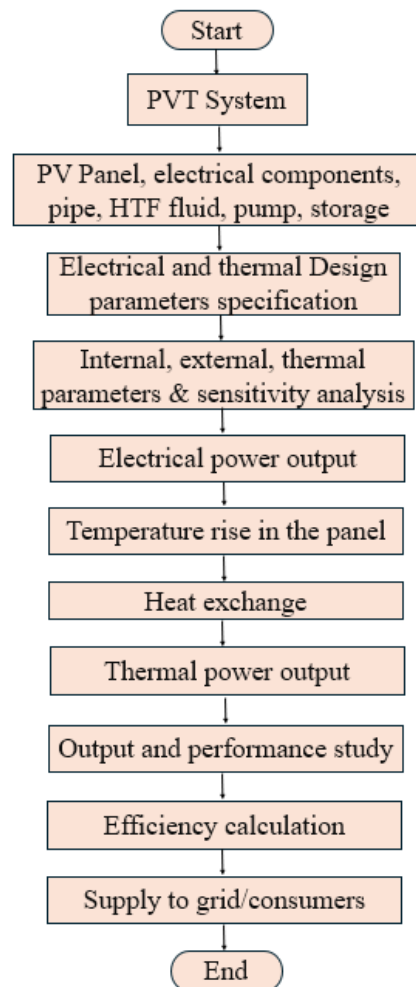 Start
PVT System
PV Panel, electrical components,
pipe, HTF fluid, pump, storage
Electrical and thermal Design
parameters specification
Internal, external, thermal
parameters & sensitivity analysis
Electrical power output
Temperature rise in the panel
Heat exchange
Thermal power output
Output and performance study
Efficiency calculation
Supply to grid/consumers
End